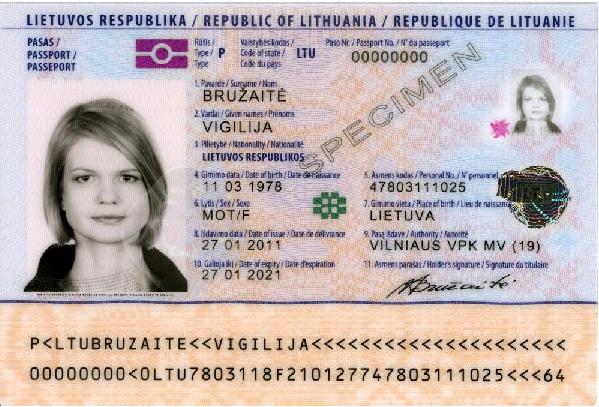 LIETUVOS RESPUBLIKA / REPUBLIC OF LITHUANIA / REPUBLIQUE DE LITUANIE
PASAS /
PASSPORT /
PASSEPORT
Rūšis /
Type /
Type
P
Valstybės kodas /
Code of state /
Code du pays
LTU
Paso Nr. / Passport No. / N° du passeport
00000000
SPECIMEN
1. Pavardė / Surname / Nom
BRUŽAITĖ
2. Vardai / Given names / Prénoms
VIGILIJA
3. Pilietybė / Nationality / Nationalité
LIETUVOS RESPUBLIKOS
4. Gimimo data / Date of birth / Date de naissance
11 03 1978
5. Asmens kodas / Personal No. / N° personnel
47803111025
6. Lytis / Sex / Sexe
MOT/F
7. Gimimo vieta / Place of birth / Lieu de naissance
LIETUVA
8. Išdavimo data / Date of issue / Date de délivrance
27 01 2011
9. Pasą išdavė / Authority / Autorité
VILNIAUS VPK MV (19)
10. Galioja iki / Date of expiry / Date d'expiration
27 01 2021
11. Asmens parašas / Holder's signature / Signature du titulaire
P<LTUBRUZAITE<<VIGILIJA<<<<<<<<<<<<<<<<<<<<<
00000000<0LTU7803118F210127747803111025<<<64